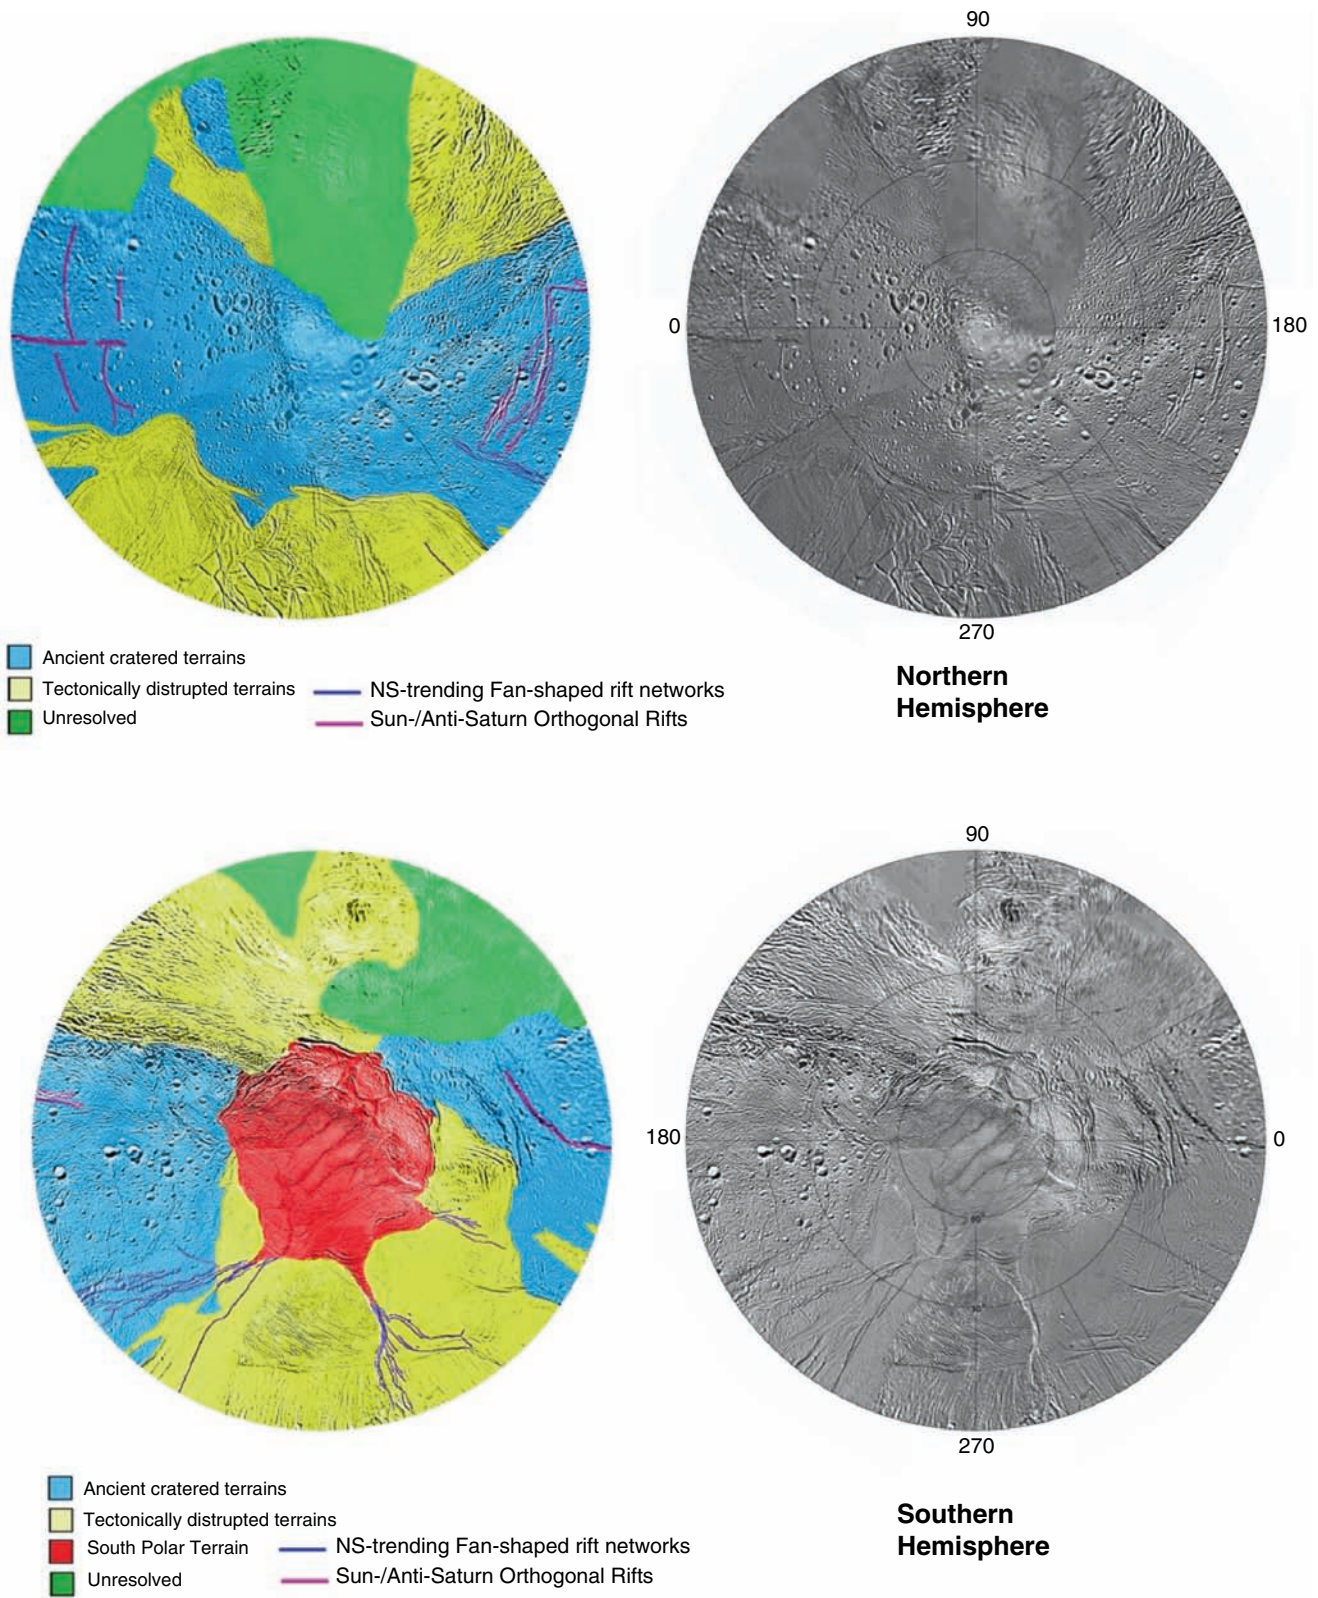 90
0
180
270
Ancient cratered terrains
Tectonically distrupted terrains
NS-trending Fan-shaped rift networks
Unresolved
Sun-/Anti-Saturn Orthogonal Rifts
Northern
Hemisphere
90
180
0
270
Ancient cratered terrains
Tectonically distrupted terrains
South Polar Terrain
NS-trending Fan-shaped rift networks
Unresolved
Sun-/Anti-Saturn Orthogonal Rifts
Southern
Hemisphere